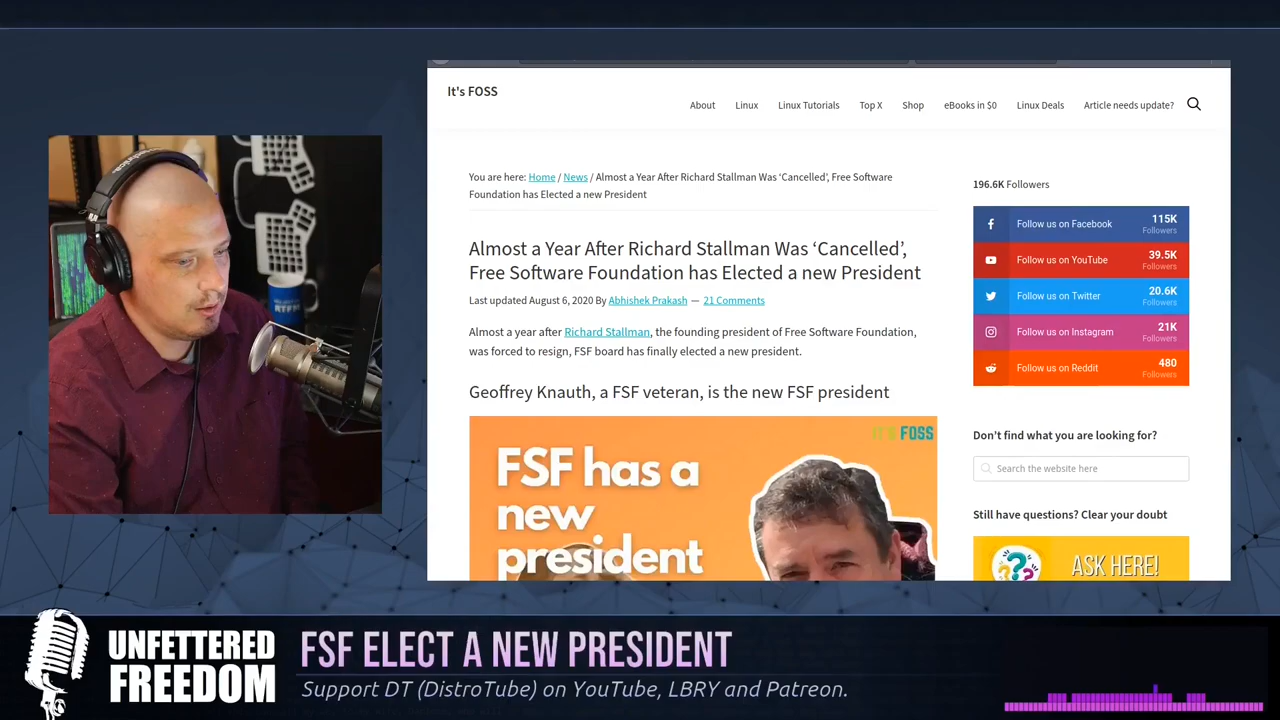 It's FOSS
About Linux Linux Tutorials Top X Shop eBooks in $0 Linux Deals Article needs update?
You are here: Home / News / Almost a Year After Richard Stallman Was ‘Cancelled’, Free Software
Foundation has Elected a new President
Almost a Year After Richard Stallman Was ‘Cancelled’,
Free Software Foundation has Elected a new President
Last updated August 6, 2020 By Abhishek Prakash — 21 Comments
Almost a year after Richard Stallman, the founding president of Free Software Foundation,
was forced to resign, FSF board has finally elected a new president.
Geoffrey Knauth, a FSF veteran, is the new FSF president
IT'S FOSS
FSF has a
new
president
196.6K Followers
Follow us on Facebook 115K Followers
Follow us on YouTube 39.5K Followers
Follow us on Twitter 20.6K Followers
Follow us on Instagram 21K Followers
Follow us on Reddit 480 Followers
Don't find what you are looking for?
Search the website here
Still have questions? Clear your doubt
ASK HERE!
RTFM
UNFETTERED
FREEDOM
FSF ELECT A NEW PRESIDENT
Support DT (DistroTube) on YouTube, LBRY and Patreon.